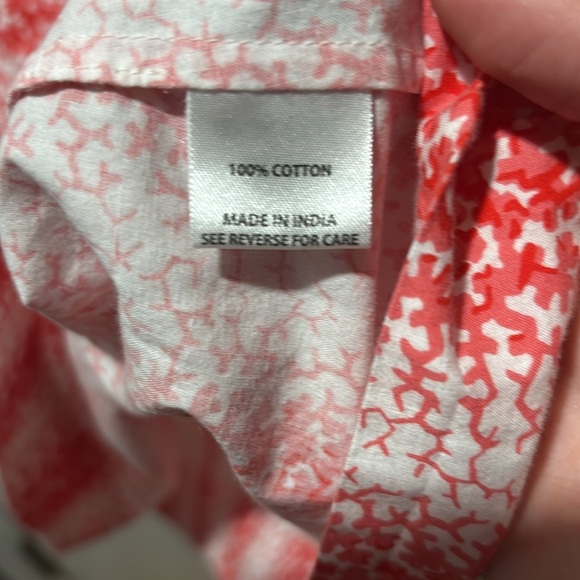 100% COTTON
MADE IN INDIA
SEE REVERSE FOR CARE